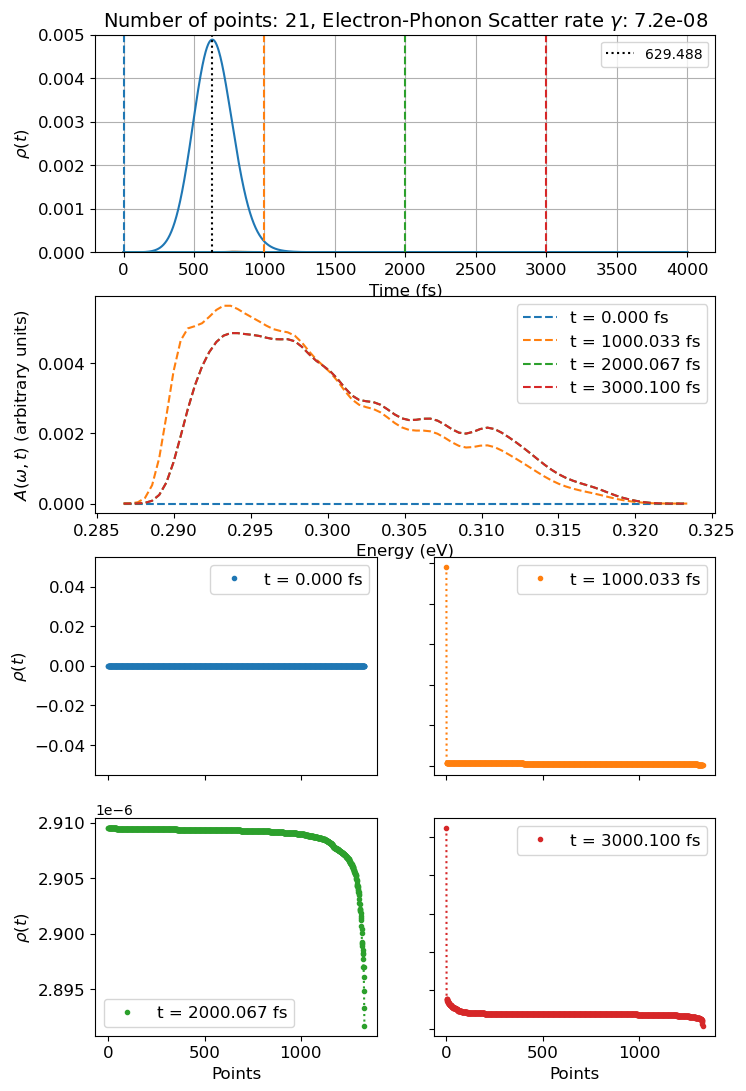 Number of points: 21, Electron-Phonon Scatter rate γ: 7.2e-08
0.005
0.004
0.003
0.002
0.001
0.000
ρ(t)
629.488
0 500 1000 1500 2000 2500 3000 3500 4000
Time (fs)
A(ω, t) (arbitrary units)
0.004
0.002
0.000
t = 0.000 fs
t = 1000.033 fs
t = 2000.067 fs
t = 3000.100 fs
0.285 0.290 0.295 0.300 0.305 0.310 0.315 0.320 0.325
Energy (eV)
ρ(t)
0.04
0.02
0.00
−0.02
−0.04
t = 0.000 fs
t = 1000.033 fs
1e−6
ρ(t)
2.910
2.905
2.900
2.895
t = 2000.067 fs
0 500 1000
Points
t = 3000.100 fs
0 500 1000
Points